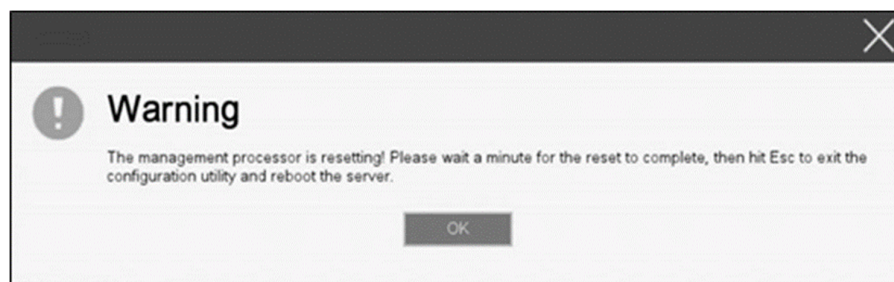 Warning
The management processor is resetting! Please wait a minute for the reset to complete, then hit Esc to exit the
configuration utility and reboot the server.
OK